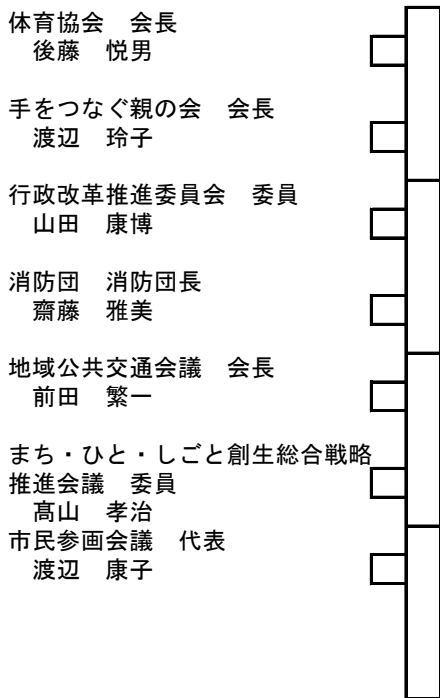 体育協会　会長
後藤　悦男
手をつなぐ親の会　会長
渡辺　玲子
行政改革推進委員会　委員
山田　康博
消防団　消防団長
齋藤　雅美
地域公共交通会議　会長
前田　繁一
まち・ひと・しごと創生総合戦略
推進会議　委員
髙山　孝治
市民参画会議　代表
渡辺　康子